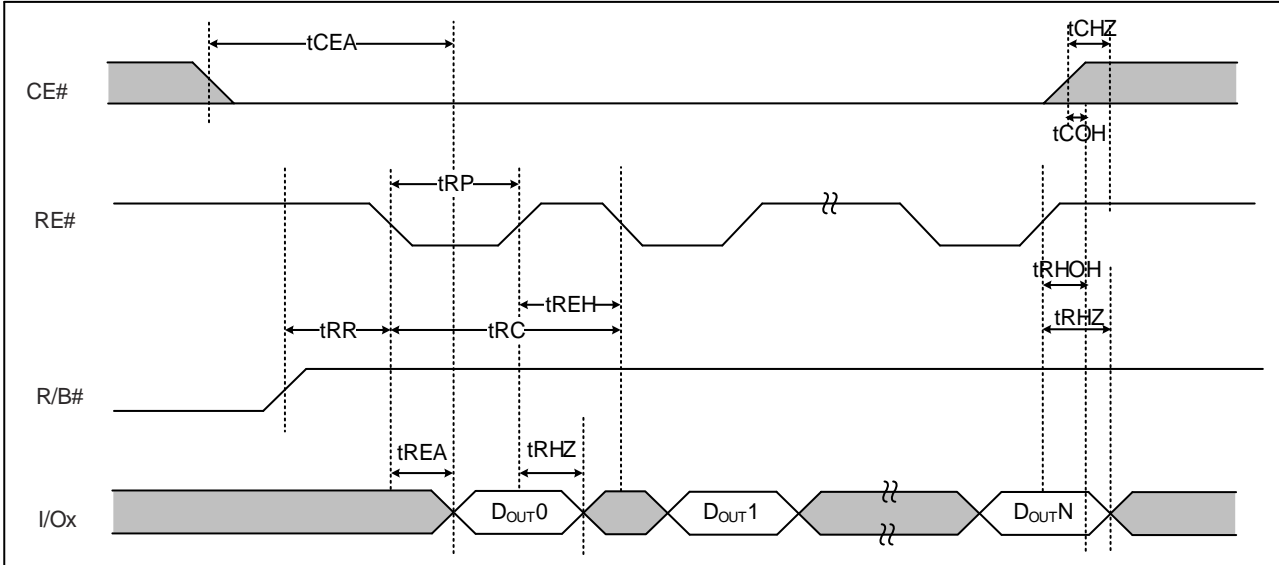 tCEA
tCHZ
CE#
tCOH
tRP
RE#
tRHOH
tREH
tRR
tRC
tRHZ
R/B#
tREA
tRHZ
I/Ox
DOUT0
DOUT1
DOUTN